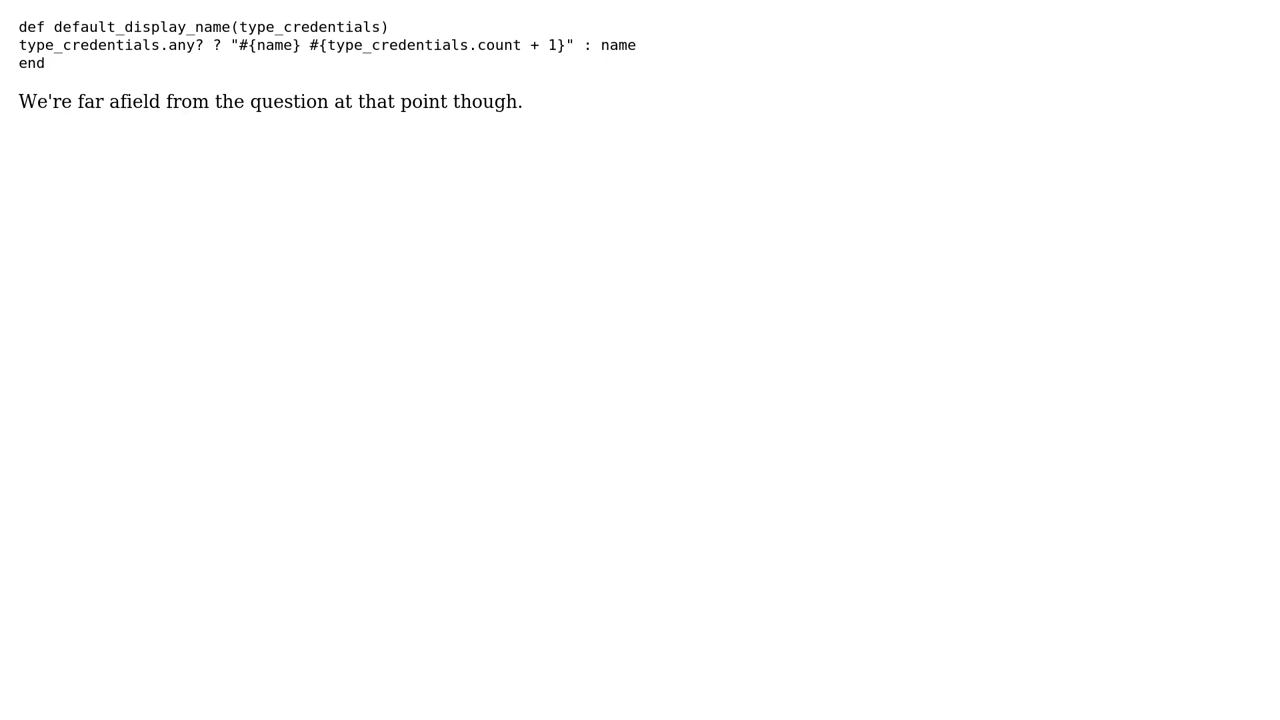 def default_display_name(type_credentials)
type_credentials.any? ? "#{name} #{type_credentials.count + 1}" : name
end
We're far afield from the question at that point though.